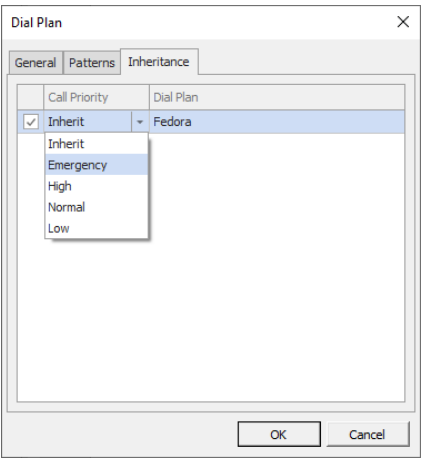 Dial Plan
General Patterns Inheritance
Call Priority Dial Plan
Inherit Fedora
Inherit
Emergency
High
Normal
Low
OK Cancel